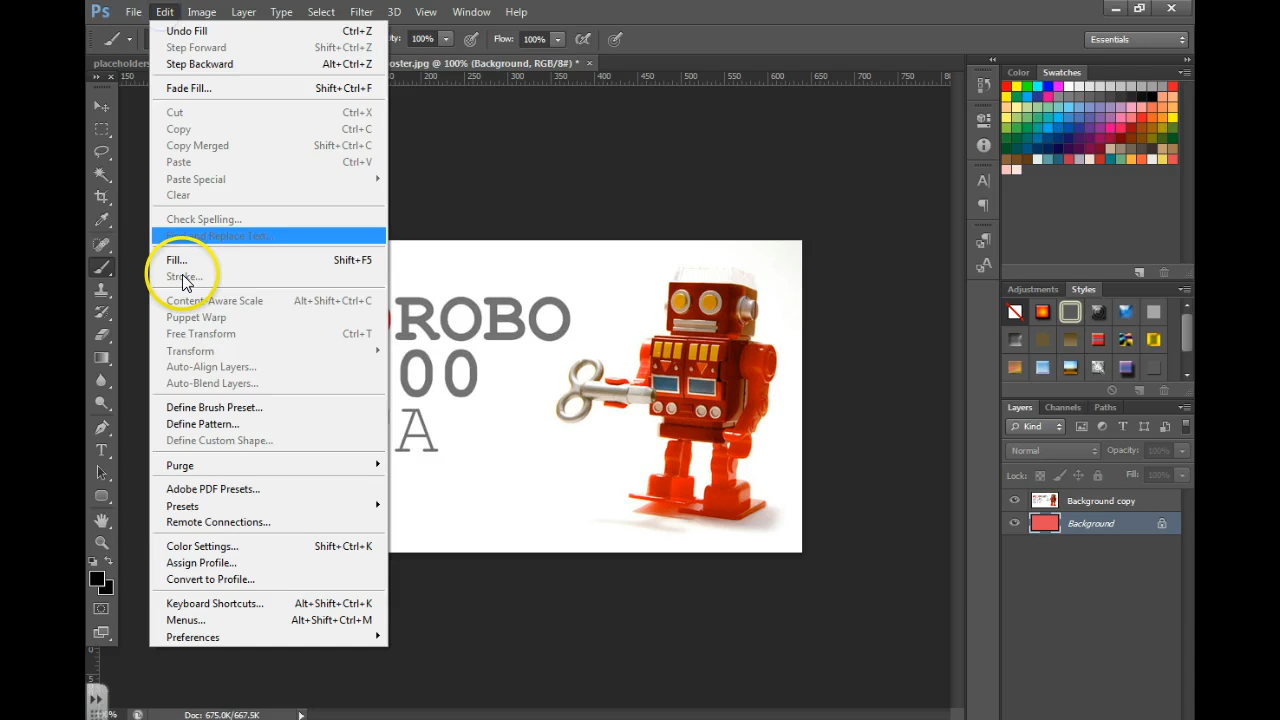 Ps File Edit Image Layer Type Select Filter 3D View Window Help
100% Flow: 100% Essentials
placeholders oster.jpg @ 100% (Background, RGB/8#) *
150 200 250 300 350 400 450 500 550 600 650 700 750
Undo Fill Ctrl+Z
Step Forward Shift+Ctrl+Z
Step Backward Alt+Ctrl+Z
Fade Fill... Shift+Ctrl+F
Cut Ctrl+X
Copy Ctrl+C
Copy Merged Shift+Ctrl+C
Paste Ctrl+V
Paste Special
Clear
Check Spelling...
and Replace Text...
Fill... Shift+F5
Stroke...
Content-Aware Scale Alt+Shift+Ctrl+C
Puppet Warp
Free Transform Ctrl+T
Transform
Auto-Align Layers...
Auto-Blend Layers...
Define Brush Preset...
Define Pattern...
Define Custom Shape...
Purge
Adobe PDF Presets...
Presets
Remote Connections...
Color Settings... Shift+Ctrl+K
Assign Profile...
Convert to Profile...
Keyboard Shortcuts... Alt+Shift+Ctrl+K
Menus... Alt+Shift+Ctrl+M
Preferences
ROBO
00
A
Color Swatches
Adjustments Styles
Layers Channels Paths
Kind
Normal Opacity: 100%
Lock: Fill: 100%
Background copy
Background
Doc: 675.0K/667.5K